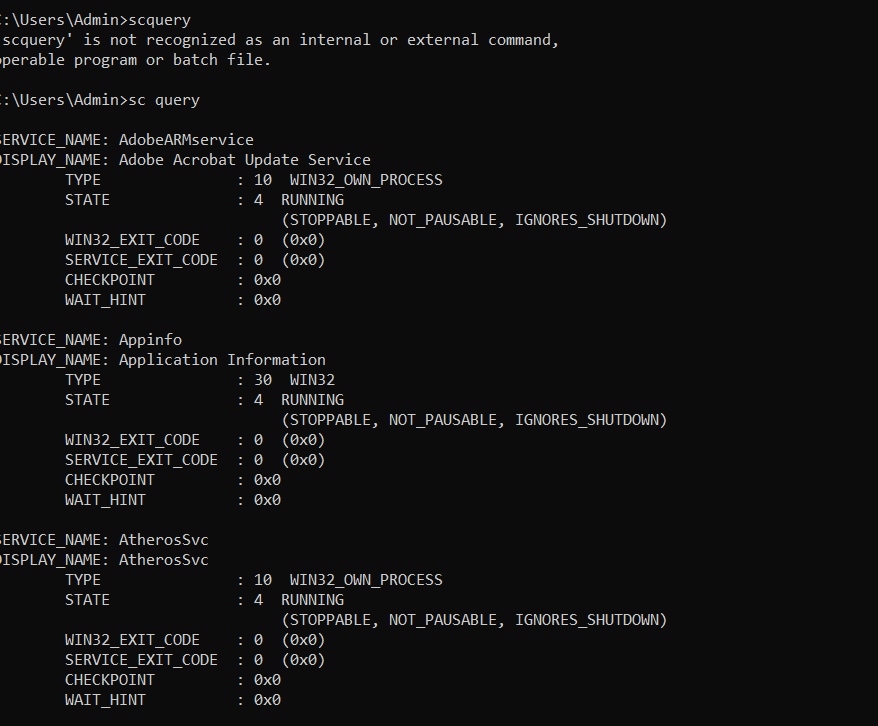 :\Users\Admin>scquery
scquery' is not recognized as an internal or external command,
operable program or batch file.
:\Users\Admin>sc query
SERVICE_NAME: AdobeARMservice
DISPLAY_NAME: Adobe Acrobat Update Service
TYPE : 10 WIN32_OWN_PROCESS
STATE : 4 RUNNING
(STOPPABLE, NOT_PAUSABLE, IGNORES_SHUTDOWN)
WIN32_EXIT_CODE : 0 (0x0)
SERVICE_EXIT_CODE : 0 (0x0)
CHECKPOINT : 0x0
WAIT_HINT : 0x0
SERVICE_NAME: Appinfo
DISPLAY_NAME: Application Information
TYPE : 30 WIN32
STATE : 4 RUNNING
(STOPPABLE, NOT_PAUSABLE, IGNORES_SHUTDOWN)
WIN32_EXIT_CODE : 0 (0x0)
SERVICE_EXIT_CODE : 0 (0x0)
CHECKPOINT : 0x0
WAIT_HINT : 0x0
SERVICE_NAME: AtherosSvc
DISPLAY_NAME: AtherosSvc
TYPE : 10 WIN32_OWN_PROCESS
STATE : 4 RUNNING
(STOPPABLE, NOT_PAUSABLE, IGNORES_SHUTDOWN)
WIN32_EXIT_CODE : 0 (0x0)
SERVICE_EXIT_CODE : 0 (0x0)
CHECKPOINT : 0x0
WAIT_HINT : 0x0